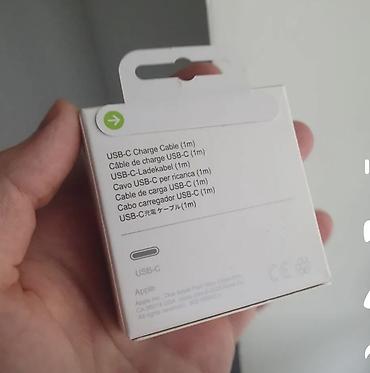 USB-C Charge Cable (1m)
Câble de charge USB-C (1m)
USB-C-Ladekabel (1m)
Cavo USB-C per ricarica (1m)
Cable de carga USB-C (1m)
Cabo carregador USB-C (1m)
USB-C充電ケーブル(1m)
USB-C
Apple
CE